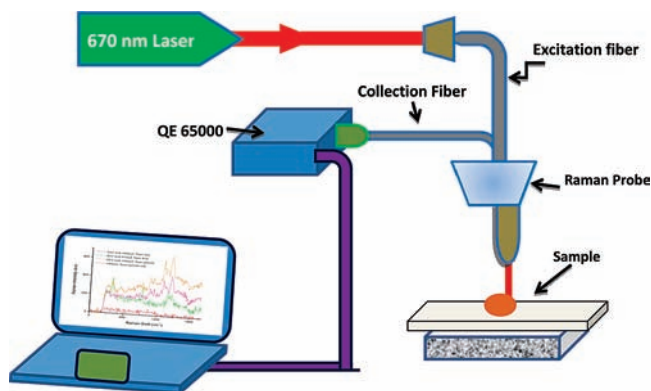 670 nm Laser
Excitation fiber
Collection Fiber
QE 65000
Raman Probe
Sample